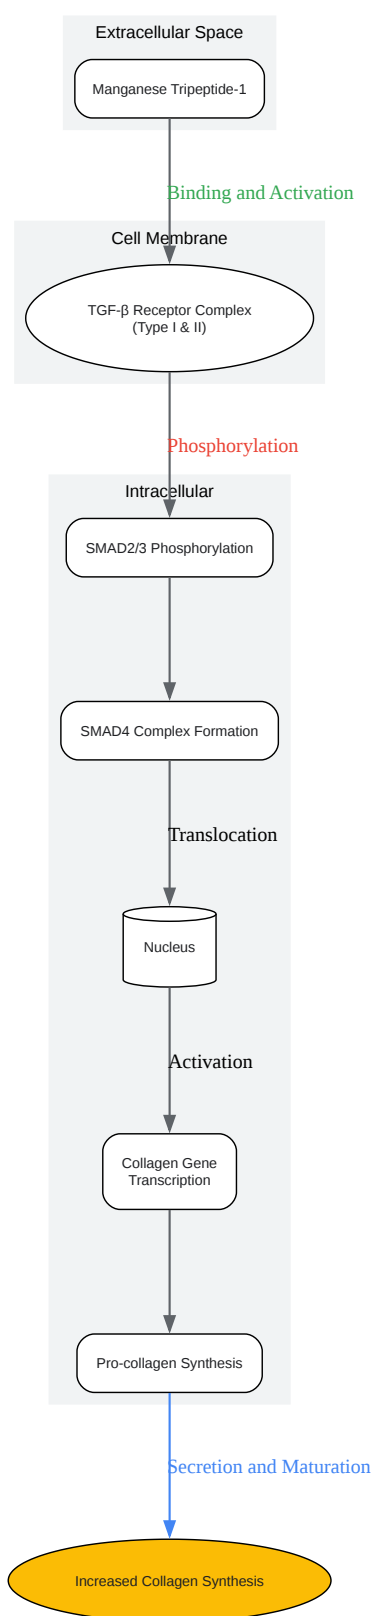 Extracellular Space
Manganese Tripeptide-1
Binding and Activation
Cell Membrane
TGF-β Receptor Complex
(Type I & II)
Phosphorylation
Intracellular
SMAD2/3 Phosphorylation
SMAD4 Complex Formation
Translocation
Nucleus
Activation
Collagen Gene
Transcription
Pro-collagen Synthesis
Secretion and Maturation
Increased Collagen Synthesis